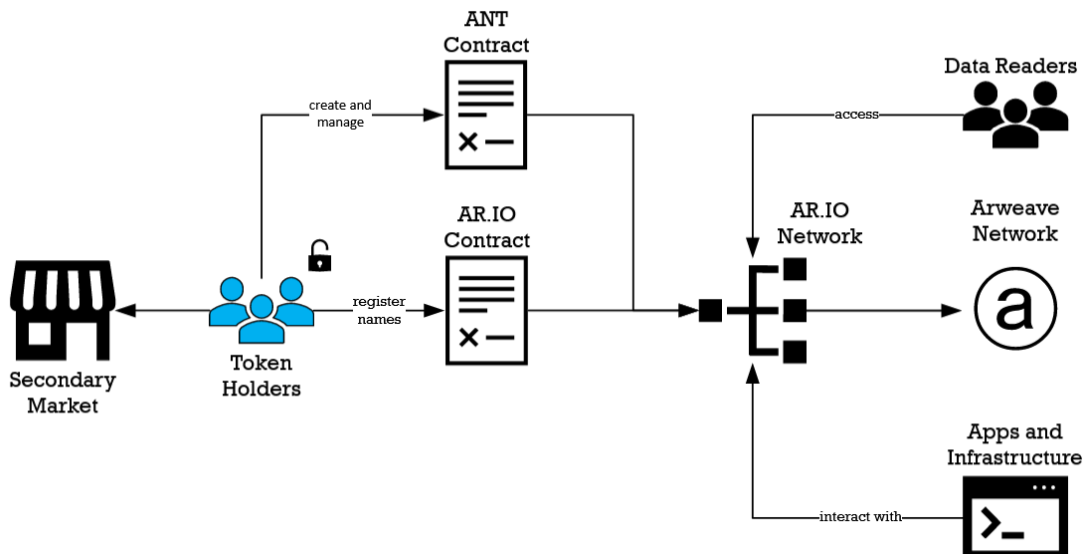 ANT
Contract
Data Readers
create and
manage
access
AR.IO
Contract
AR.IO
Network
Arweave
Network
a
register
names
Token
Holders
Secondary
Market
Apps and
Infrastructure
>_
interact with